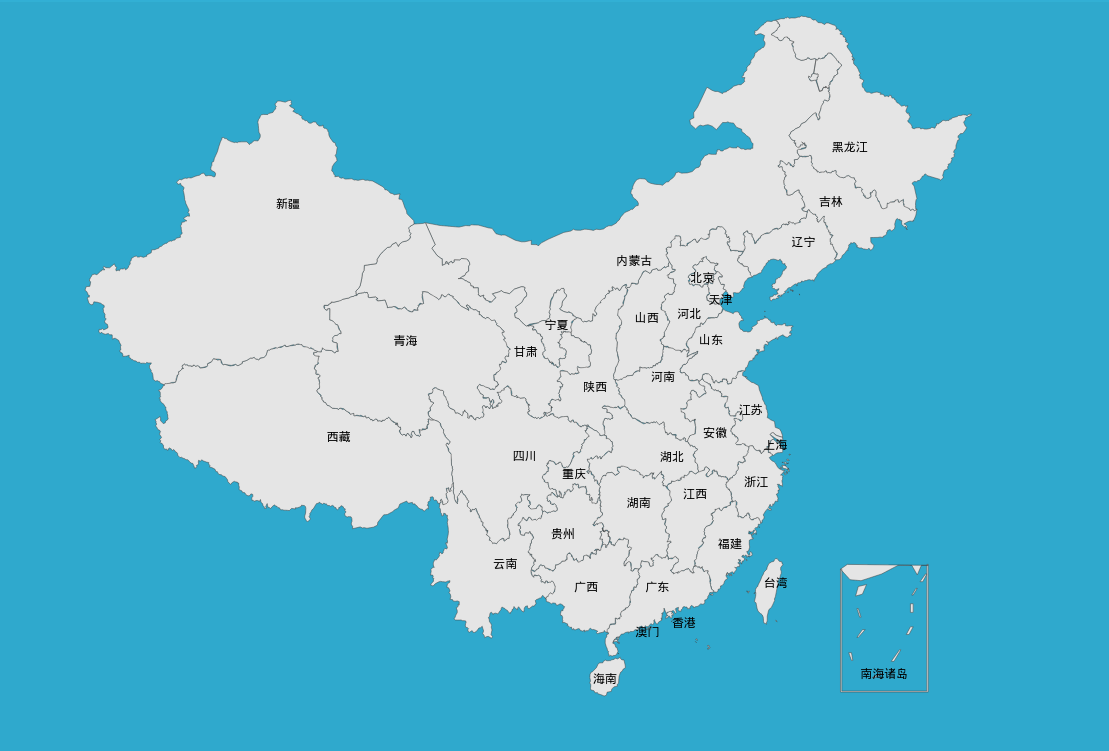 黑龙江
吉林
新疆
辽宁
内蒙古
北京
天津
河北
山西
宁夏
山东
青海
甘肃
河南
陕西
江苏
安徽
西藏
上海
四川
湖北
重庆
浙江
江西
湖南
贵州
福建
云南
台湾
广西
广东
香港
澳门
南海诸岛
海南